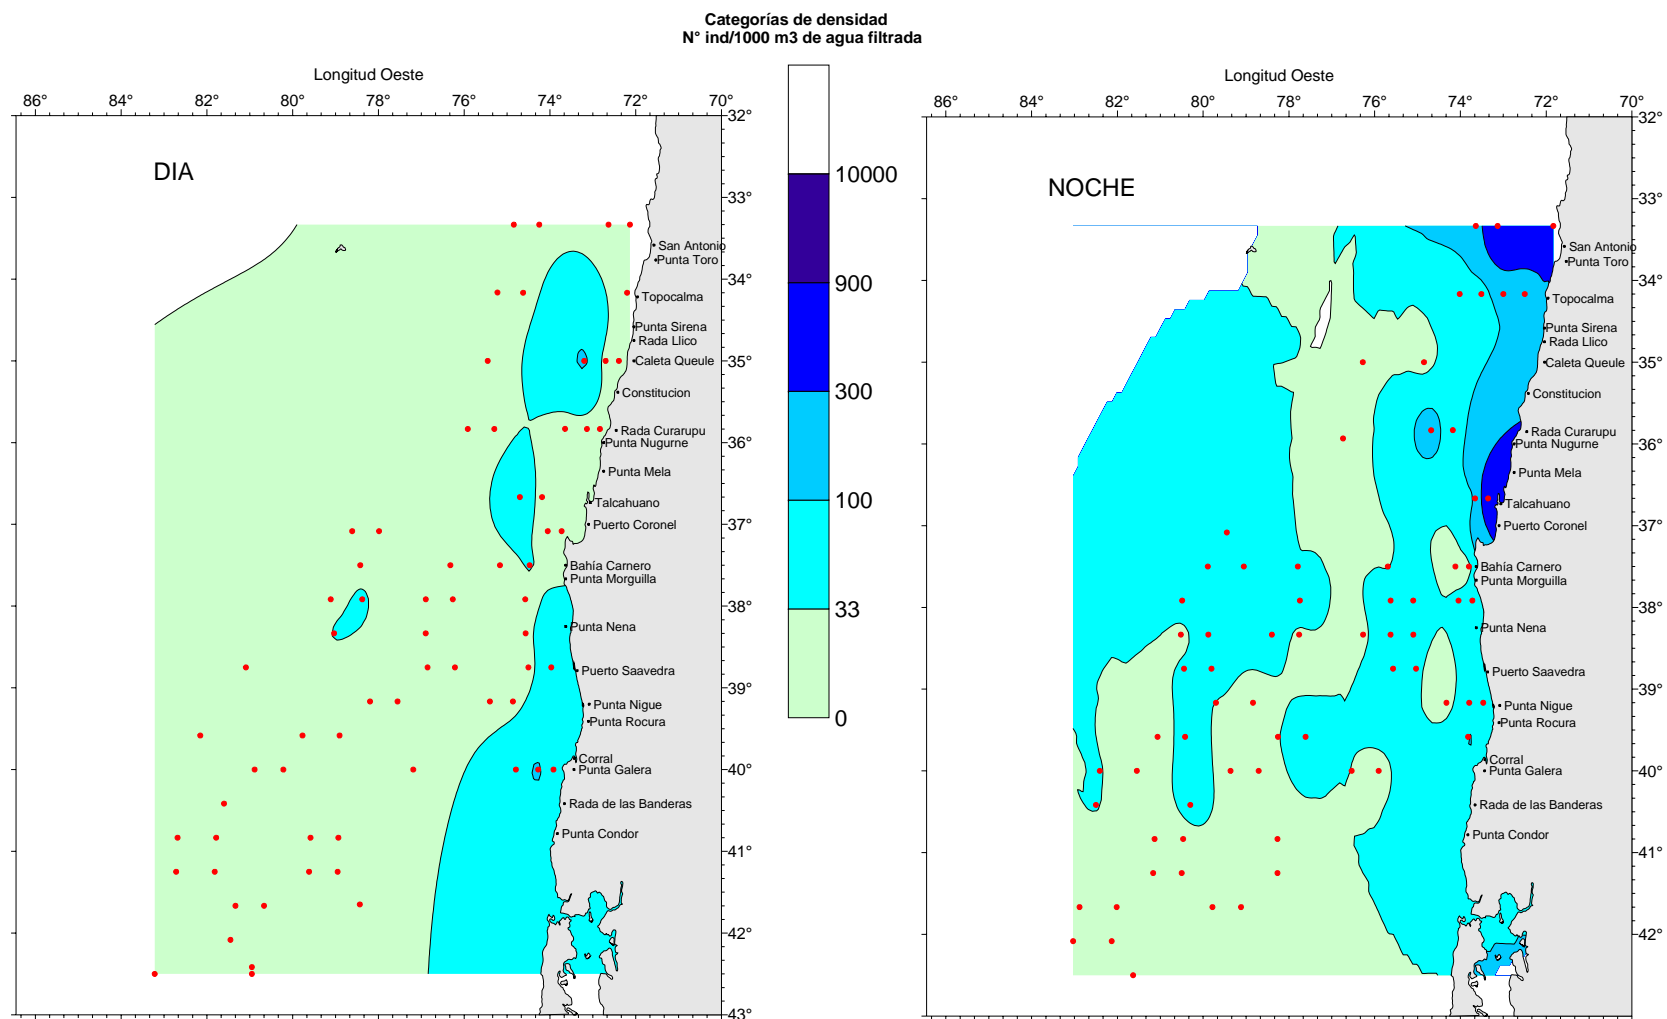 Categorías de densidad
N° ind/1000 m3 de agua filtrada
Longitud Oeste
86° 84° 82° 80° 78° 76° 74° 72° 70°
32°
33°
34°
35°
36°
37°
38°
39°
40°
41°
42°
43°
DIA
San Antonio
Punta Toro
Topocalma
Punta Sirena
Rada Llico
Caleta Queule
Constitucion
Rada Curarupu
Punta Nugurne
Punta Mela
Talcahuano
Puerto Coronel
Bahía Carnero
Punta Morguilla
Punta Nena
Puerto Saavedra
Punta Nigue
Punta Rocura
Corral
Punta Galera
Rada de las Banderas
Punta Condor
10000
900
300
100
33
0
Longitud Oeste
86° 84° 82° 80° 78° 76° 74° 72° 70°
32°
33°
34°
35°
36°
37°
38°
39°
40°
41°
42°
NOCHE
San Antonio
Punta Toro
Topocalma
Punta Sirena
Rada Llico
Caleta Queule
Constitucion
Rada Curarupu
Punta Nugurne
Punta Mela
Talcahuano
Puerto Coronel
Bahía Carnero
Punta Morguilla
Punta Nena
Puerto Saavedra
Punta Nigue
Punta Rocura
Corral
Punta Galera
Rada de las Banderas
Punta Condor